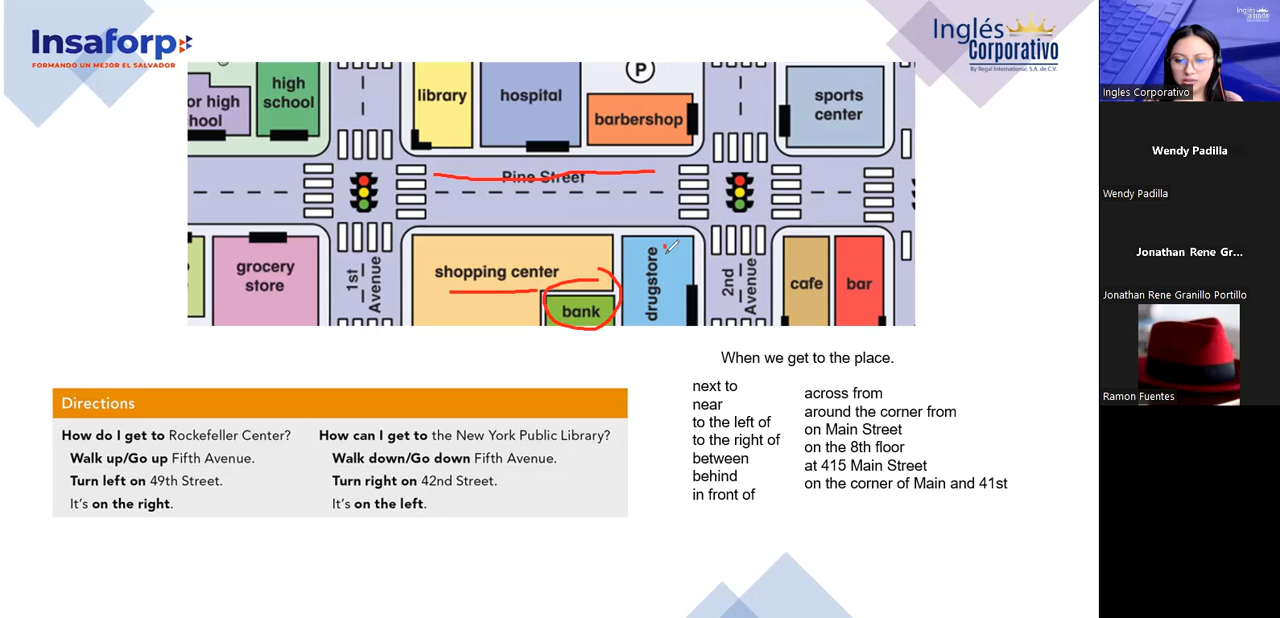 Insaforp
FORMANDO UN MEJOR EL SALVADOR
Inglés
Corporativo
By Regal International, S.A. de C.V.
or high
hool
high
school
library
hospital
P
barbershop
sports
center
Pine Street
grocery
store
1st
Avenue
shopping center
bank
drugstore
2nd
Avenue
cafe
bar
When we get to the place.
next to
near
to the left of
to the right of
between
behind
in front of
across from
around the corner from
on Main Street
on the 8th floor
at 415 Main Street
on the corner of Main and 41st
Directions
How do I get to Rockefeller Center?
Walk up/Go up Fifth Avenue.
Turn left on 49th Street.
It's on the right.
How can I get to the New York Public Library?
Walk down/Go down Fifth Avenue.
Turn right on 42nd Street.
It's on the left.
Inglés
Corporativo
Ingles Corporativo
Wendy Padilla
Wendy Padilla
Jonathan Rene Gr...
Jonathan Rene Granillo Portillo
Ramon Fuentes